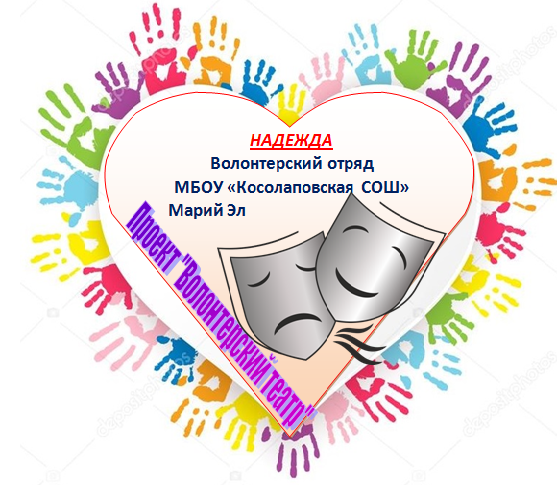 НАДЕЖДА
Волонтерский отряд
МБОУ «Косолаповская СОШ»
Марий Эл
Проект "Волонтерский театр"